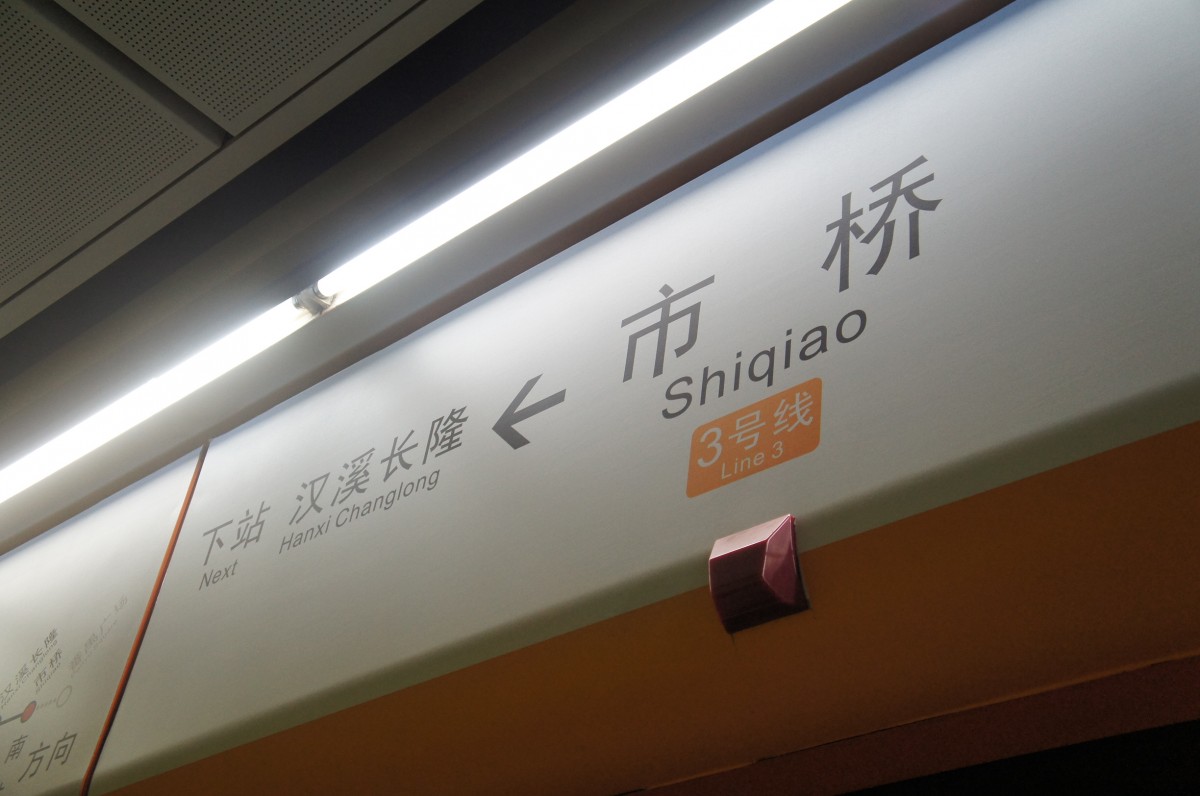 市桥
Shiqiao
3号线
Line 3
下站 汉溪长隆
Next Hanxi Changlong
汉溪长隆
市桥
南
方向